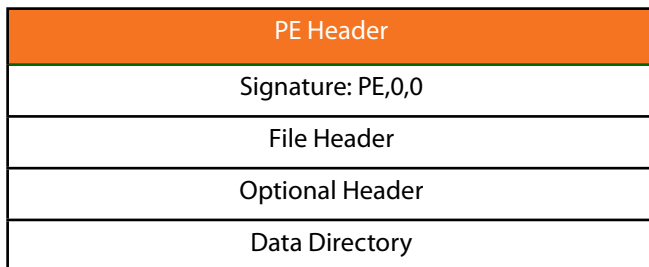 PE Header
Signature: PE,0,0
File Header
Optional Header
Data Directory